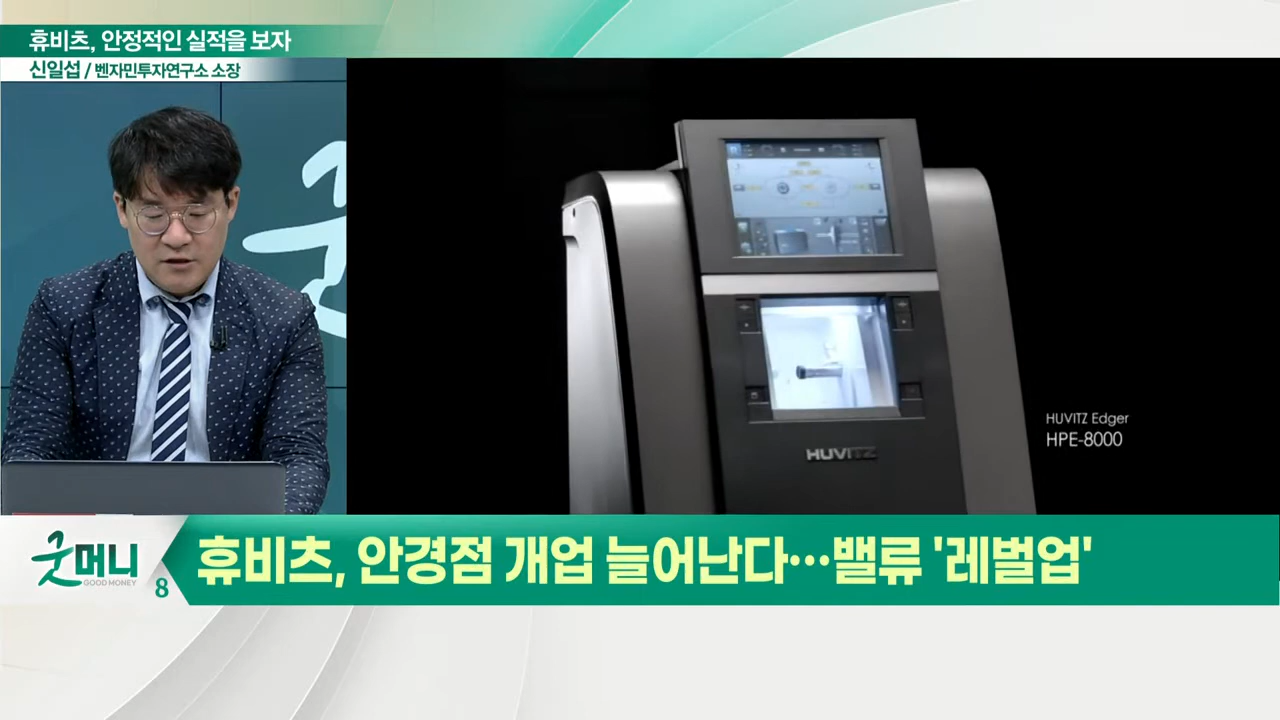 휴비츠, 안정적인 실적을 보자
신일섭 / 벤자민투자연구소 소장
HUVITZ Edger
HPE-8000
HUVITZ
굿머니
GOOD MONEY
8
휴비츠, 안경점 개업 늘어난다…밸류 '레벨업'